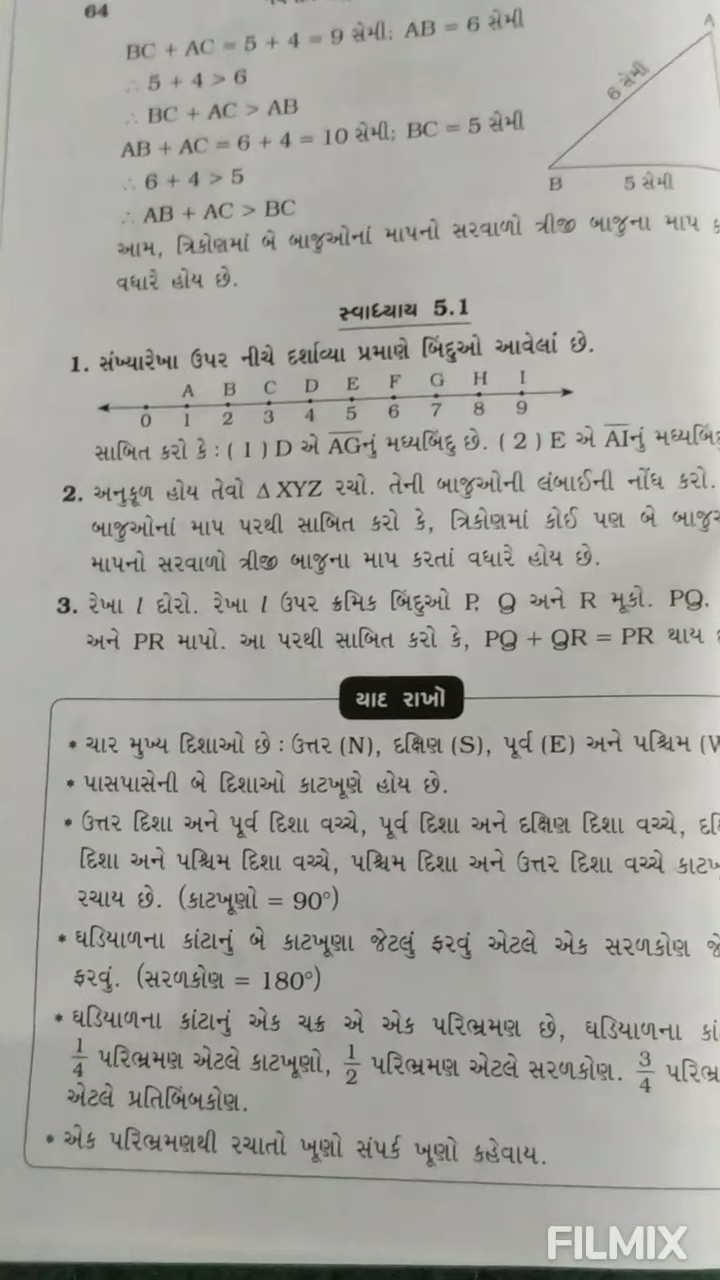 64
BC + AC = 5 + 4 = 9 સેમી; AB = 6 સેમી
∴ 5 + 4 > 6
∴ BC + AC > AB
AB + AC = 6 + 4 = 10 સેમી; BC = 5 સેમી
∴ 6 + 4 > 5
∴ AB + AC > BC
A
6 સેમી
B 5 સેમી
આમ, ત્રિકોણમાં બે બાજુઓનાં માપનો સરવાળો ત્રીજી બાજુના માપ
વધારે હોય છે.
સ્વાધ્યાય 5.1
1. સંખ્યારેખા ઉપર નીચે દર્શાવ્યા પ્રમાણે બિંદુઓ આવેલાં છે.
A B C D E F G H I
0 1 2 3 4 5 6 7 8 9
સાબિત કરો કે : ( 1 ) D એ A̅G̅નું મધ્યબિંદુ છે. ( 2 ) E એ A̅I̅નું
2. અનુકૂળ હોય તેવો Δ XYZ રચો. તેની બાજુઓની લંબાઈની નોંધ કરો.
બાજુઓનાં માપ પરથી સાબિત કરો કે, ત્રિકોણમાં કોઈ પણ બે
માપનો સરવાળો ત્રીજી બાજુના માપ કરતાં વધારે હોય છે.
3. રેખા l દોરો. રેખા l ઉપર ક્રમિક બિંદુઓ P, Q અને R મૂકો. PQ,
અને PR માપો. આ પરથી સાબિત કરો કે, PQ + QR = PR થાય
યાદ રાખો
• ચાર મુખ્ય દિશાઓ છે : ઉત્તર (N), દક્ષિણ (S), પૂર્વ (E) અને પશ્ચિમ (W
• પાસપાસેની બે દિશાઓ કાટખૂણે હોય છે.
• ઉત્તર દિશા અને પૂર્વ દિશા વચ્ચે, પૂર્વ દિશા અને દક્ષિણ દિશા વચ્ચે,
દિશા અને પશ્ચિમ દિશા વચ્ચે, પશ્ચિમ દિશા અને ઉત્તર દિશા વચ્ચે
રચાય છે. (કાટખૂણો = 90°)
• ઘડિયાળના કાંટાનું બે કાટખૂણા જેટલું ફરવું એટલે એક સરળકોણ
ફરવું. (સરળકોણ = 180°)
• ઘડિયાળના કાંટાનું એક ચક્ર એ એક પરિભ્રમણ છે, ઘડિયાળના
1/4 પરિભ્રમણ એટલે કાટખૂણો, 1/2 પરિભ્રમણ એટલે સરળકોણ. 3/4
એટલે પ્રતિબિંબકોણ.
• એક પરિભ્રમણથી રચાતો ખૂણો સંપર્ક ખૂણો કહેવાય.
FILMIX